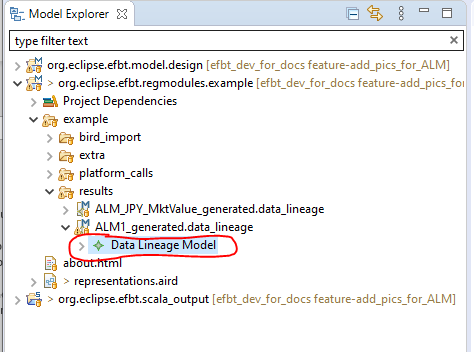 Model Explorer
type filter text
org.eclipse.efbt.model.design [efbt_dev_for_docs feature-add_pics_for_ALM]
> org.eclipse.efbt.regmodules.example [efbt_dev_for_docs feature-add_pics_fo
Project Dependencies
example
bird_import
extra
platform_calls
results
ALM_JPY_MktValue_generated.data_lineage
ALM1_generated.data_lineage
Data Lineage Model
about.html
> representations.aird
> org.eclipse.efbt.scala_output [efbt_dev_for_docs feature-add_pics_for_ALM]